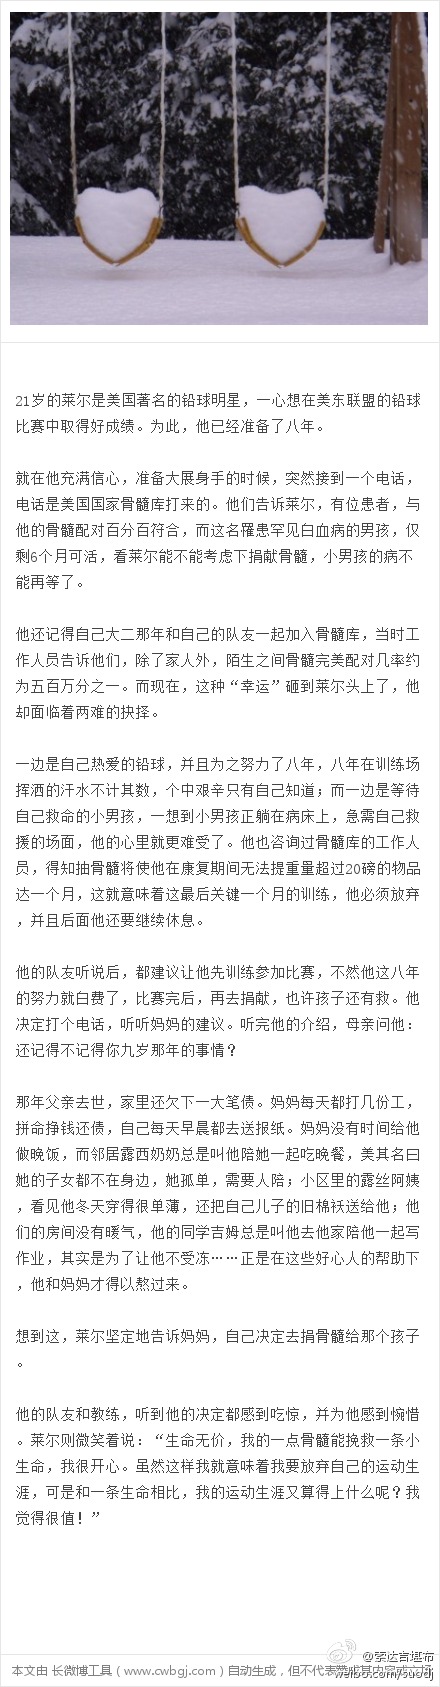 21岁的莱尔是美国著名的铅球明星，一心想在美东联盟的铅球
比赛中取得好成绩。为此，他已经准备了八年。
就在他充满信心，准备大展身手的时候，突然接到一个电话，
电话是美国国家骨髓库打来的。他们告诉莱尔，有位患者，与
他的骨髓配对百分百符合，而这名罹患罕见白血病的男孩，仅
剩6个月可活，看莱尔能不能考虑下捐献骨髓，小男孩的病不
能再等了。
他还记得自己大二那年和自己的队友一起加入骨髓库，当时工
作人员告诉他们，除了家人外，陌生之间骨髓完美配对几率约
为五百万分之一。而现在，这种“幸运”砸到莱尔头上了，他
却面临着两难的抉择。
一边是自己热爱的铅球，并且为之努力了八年，八年在训练场
挥洒的汗水不计其数，个中艰辛只有自己知道；而一边是等待
自己救命的小男孩，一想到小男孩正躺在病床上，急需自己救
援的场面，他的心里就更难受了。他也咨询过骨髓库的工作人
员，得知抽骨髓将使他在康复期间无法提重量超过20磅的物品
达一个月，这就意味着这最后关键一个月的训练，他必须放弃
，并且后面他还要继续休息。
他的队友听说后，都建议让他先训练参加比赛，不然他这八年
的努力就白费了，比赛完后，再去捐献，也许孩子还有救。他
决定打个电话，听听妈妈的建议。听完他的介绍，母亲问他：
还记得不记得你九岁那年的事情？
那年父亲去世，家里还欠下一大笔债。妈妈每天都打几份工，
拼命挣钱还债，自己每天早晨都去送报纸。妈妈没有时间给他
做晚饭，而邻居露西奶奶总是叫他陪她一起吃晚餐，美其名曰
她的子女都不在身边，她孤单，需要人陪；小区里的露丝阿姨
，看见他冬天穿得很单薄，还把自己儿子的旧棉袄送给他；他
们的房间没有暖气，他的同学吉姆总是叫他去他家陪他一起写
作业，其实是为了让他不受冻……正是在这些好心人的帮助下
，他和妈妈才得以熬过来。
想到这，莱尔坚定地告诉妈妈，自己决定去捐骨髓给那个孩子
。
他的队友和教练，听到他的决定都感到吃惊，并为他感到惋惜
。莱尔则微笑着说：“生命无价，我的一点骨髓能挽救一条小
生命，我很开心。虽然这样我就意味着我要放弃自己的运动生
涯，可是和一条生命相比，我的运动生涯又算得上什么呢？我
觉得很值！”
@索达吉堪布
本文由 长微博工具（www.cwbgj.com）自动生成，但不代表赞成其内容或立场
weibo.com/suodj